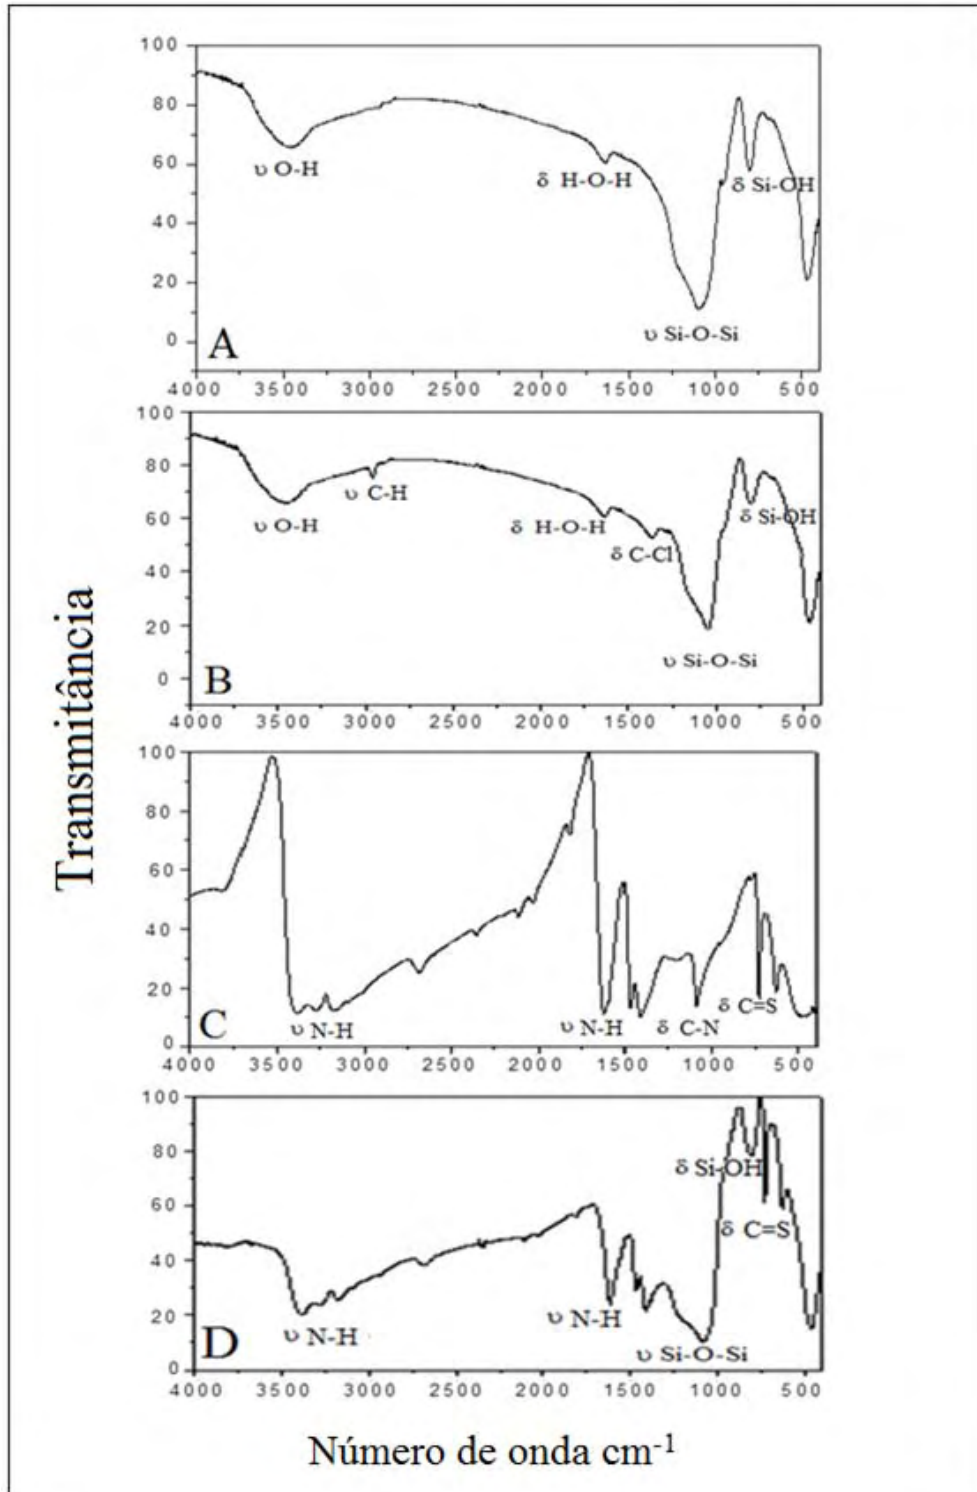 Transmitância
100
80
60
40
20
0
υ O-H
δ H-O-H
δ Si-OH
υ Si-O-Si
A
4000 3500 3000 2500 2000 1500 1000 500
100
80
60
40
20
0
υ C-H
υ O-H
δ H-O-H
δ C-Cl
δ Si-OH
υ Si-O-Si
B
4000 3500 3000 2500 2000 1500 1000 500
100
80
60
40
20
0
υ N-H
υ N-H
δ C-N
δ C=S
C
4000 3500 3000 2500 2000 1500 1000 500
100
80
60
40
20
0
δ Si-OH
δ C=S
υ N-H
υ N-H
υ Si-O-Si
D
4000 3500 3000 2500 2000 1500 1000 500
Número de onda cm⁻¹